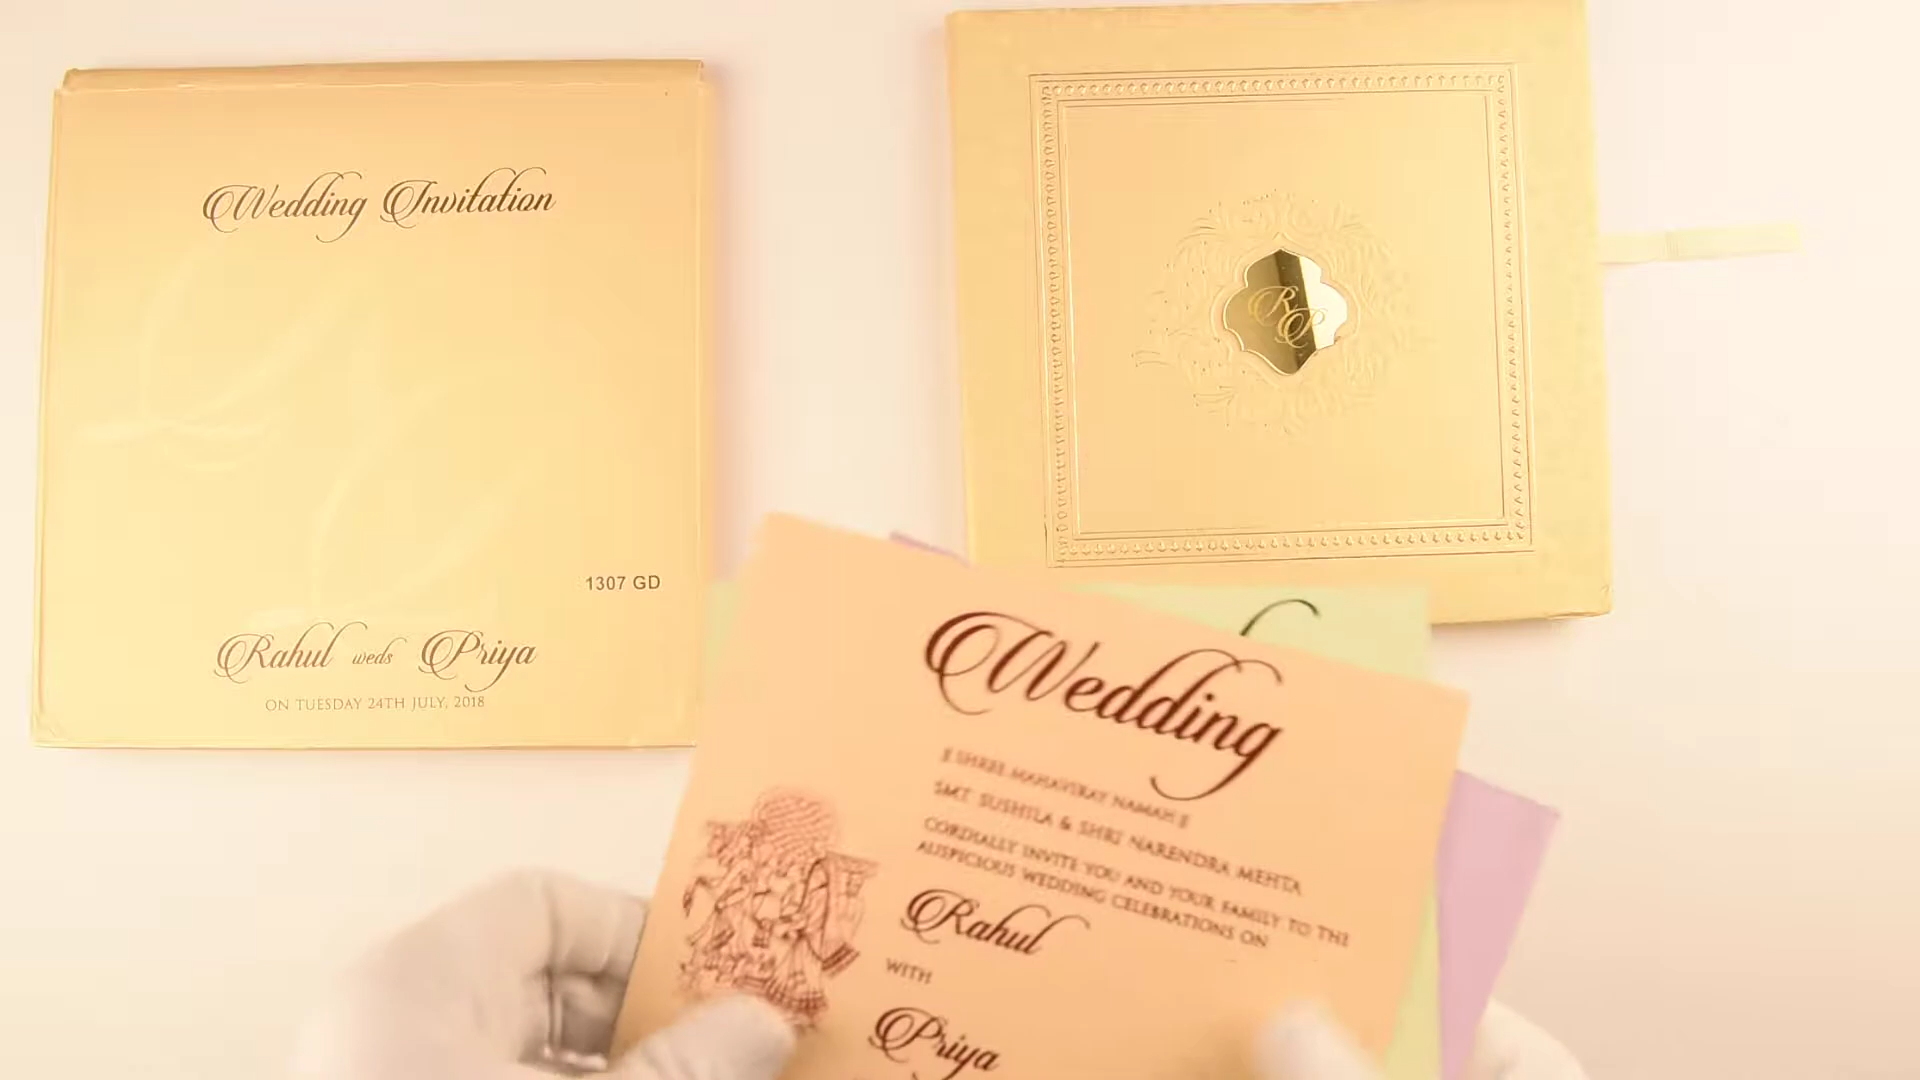 Wedding Invitation
1307 GD
Rahul weds Priya
ON TUESDAY 24TH JULY, 2018
RP
Wedding
|| SHREE MAHAVIRAY NAMAH ||
SMT. SUSHILA & SHRI NARENDRA MEHTA
CORDIALLY INVITE YOU AND YOUR FAMILY TO THE
AUSPICIOUS WEDDING CELEBRATIONS ON
Rahul
WITH
Priya